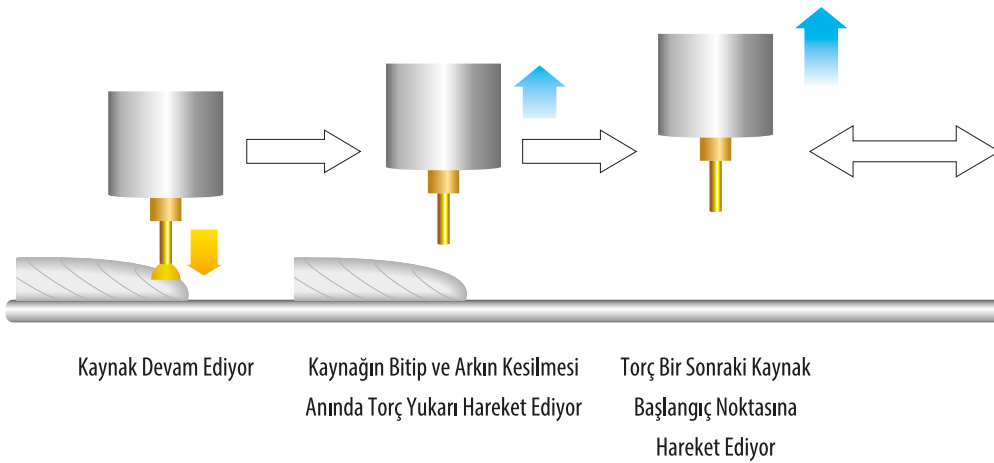 Kaynak Devam Ediyor
Kaynağın Bitip ve Arkın Kesilmesi
Anında Torç Yukarı Hareket Ediyor
Torç Bir Sonraki Kaynak
Başlangıç Noktasına
Hareket Ediyor